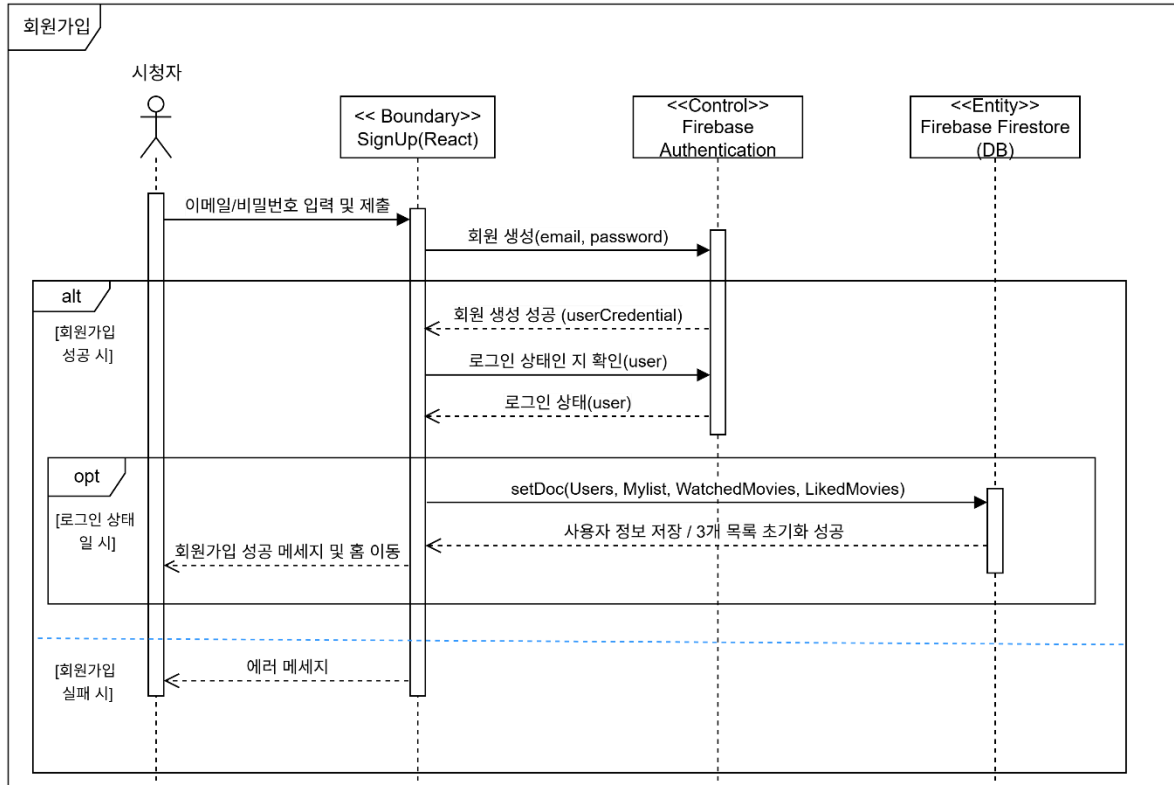 회원가입
시청자
<< Boundary>>
SignUp(React)
<<Control>>
Firebase
Authentication
<<Entity>>
Firebase Firestore
(DB)
이메일/비밀번호 입력 및 제출
회원 생성(email, password)
alt
[회원가입
성공 시]
회원 생성 성공 (userCredential)
로그인 상태인 지 확인(user)
로그인 상태(user)
opt
[로그인 상태
일 시]
setDoc(Users, Mylist, WatchedMovies, LikedMovies)
사용자 정보 저장 / 3개 목록 초기화 성공
회원가입 성공 메세지 및 홈 이동
[회원가입
실패 시]
에러 메세지